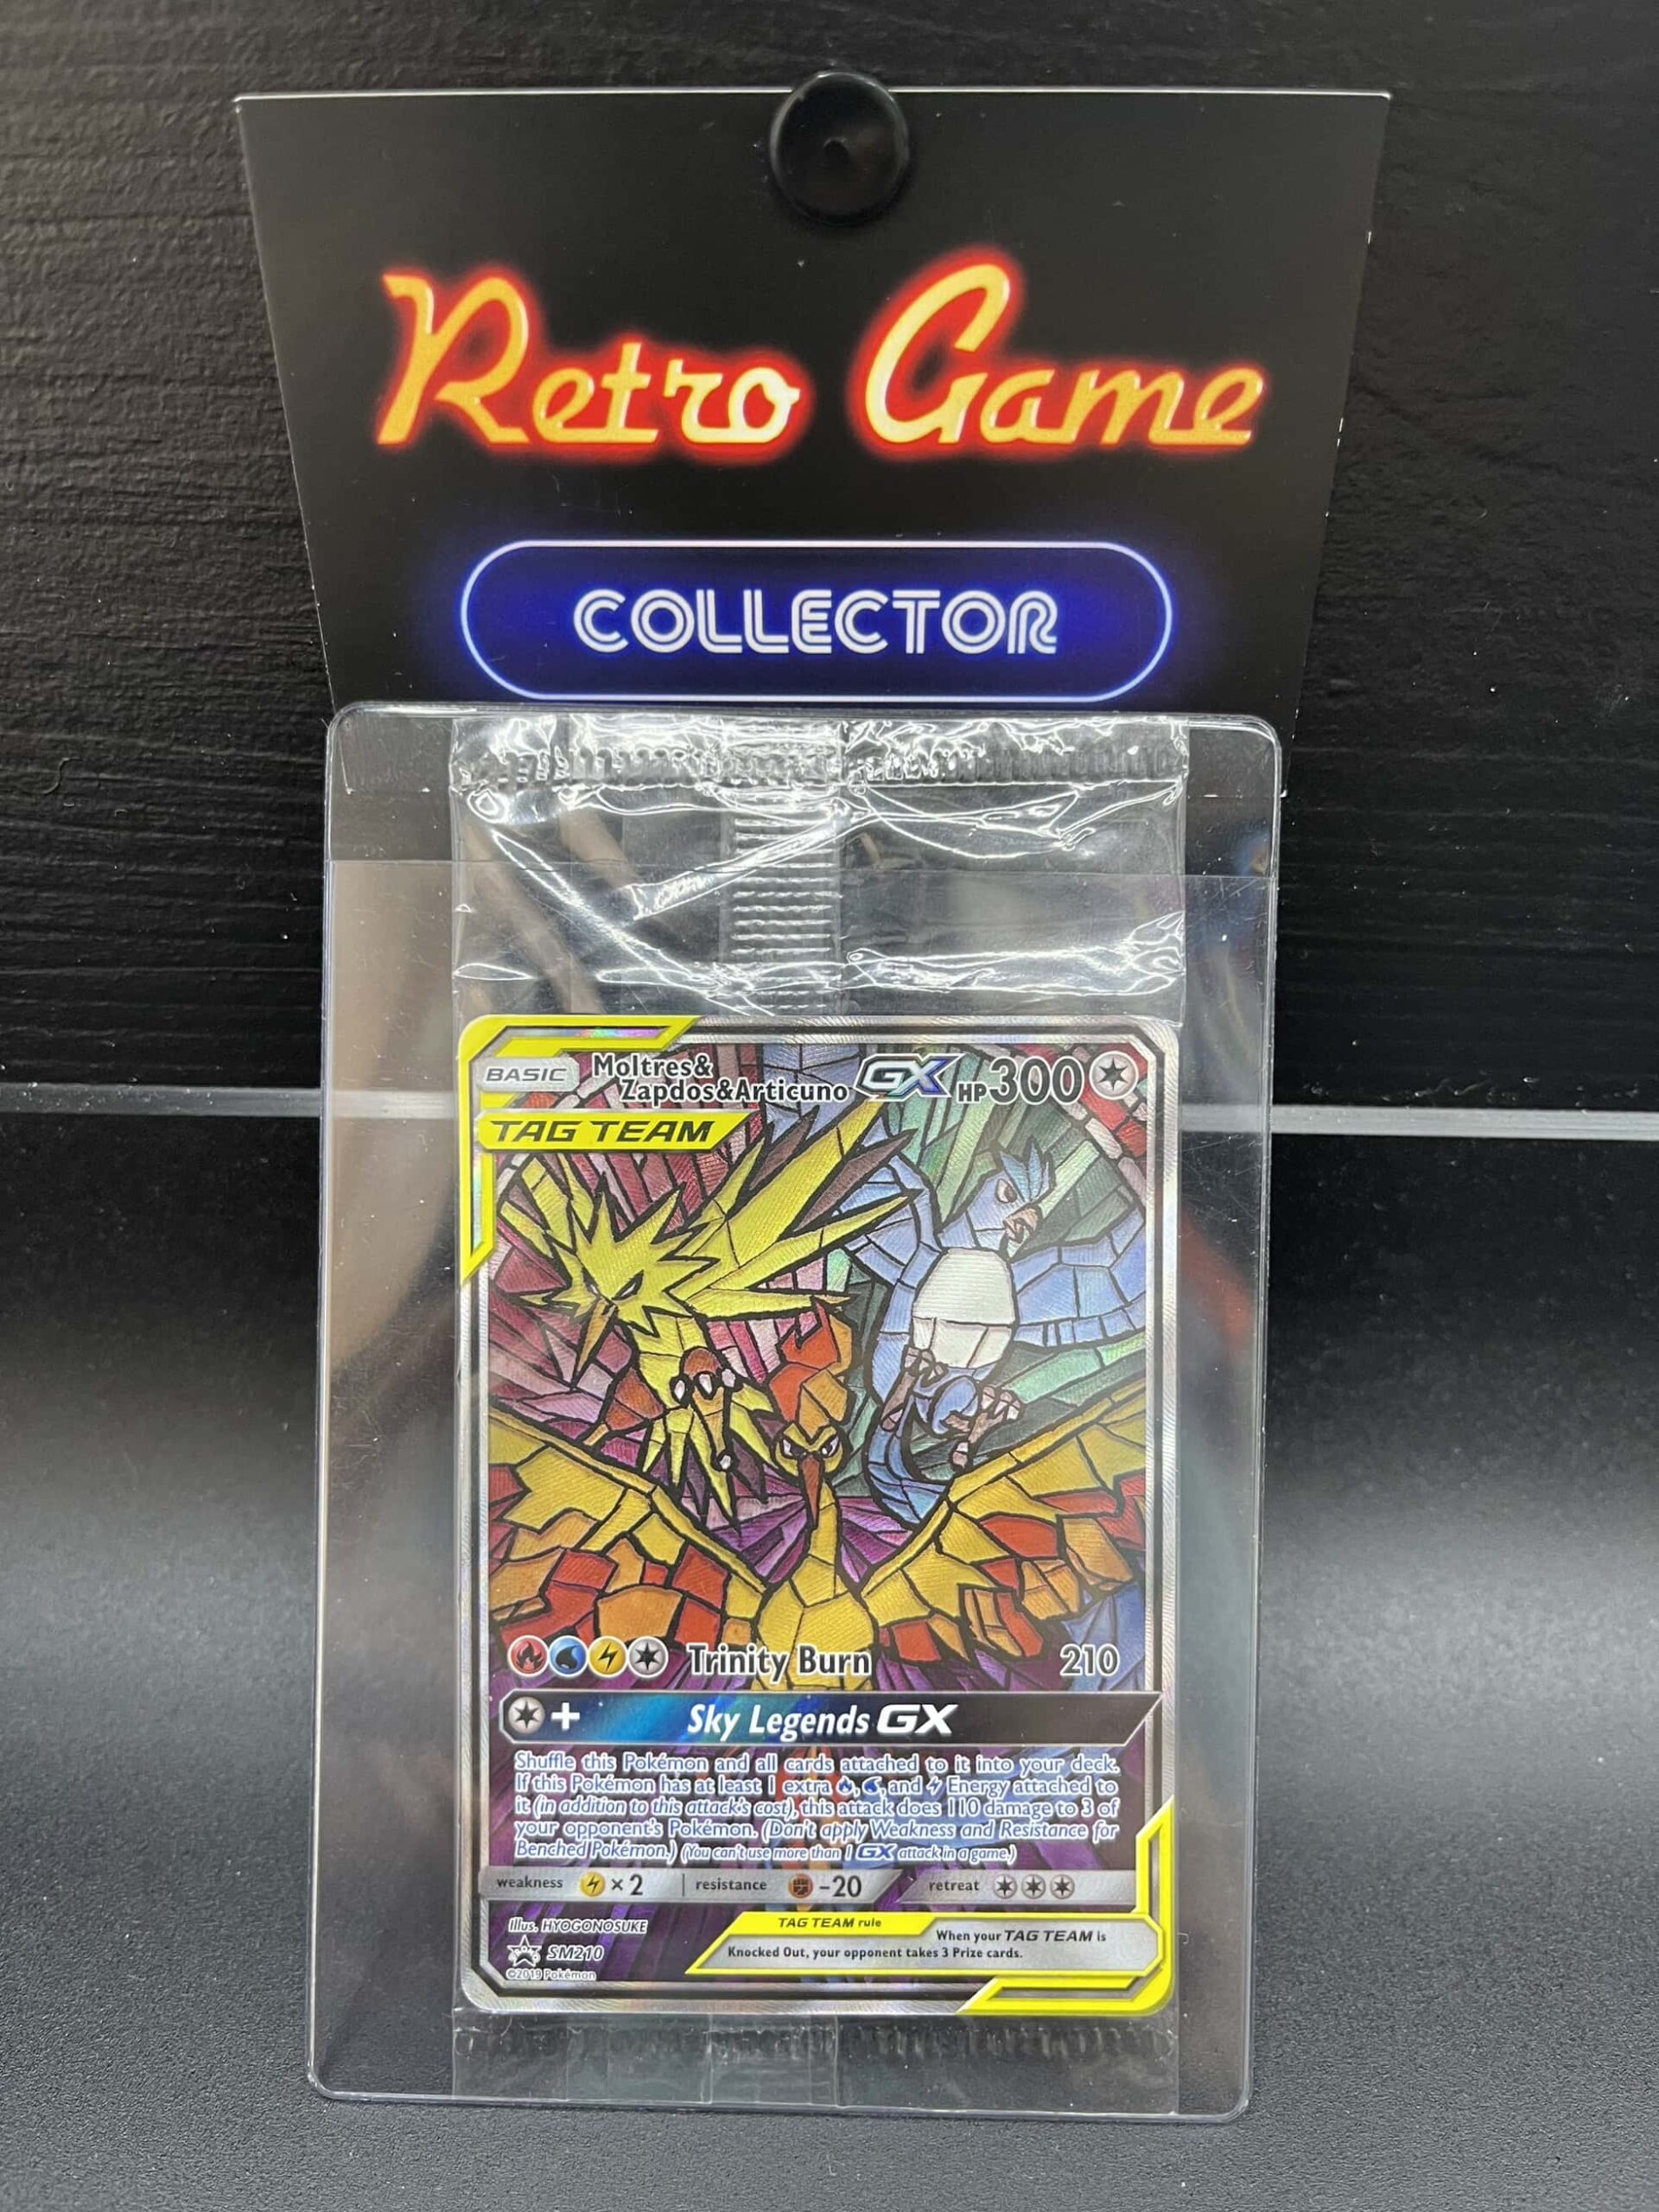 Retro Game
COLLECTOR
BASIC
Moltres&
Zapdos&Articuno GX HP300
TAG TEAM
Trinity Burn 210
+ Sky Legends GX
Shuffle this Pokémon and all cards attached to it into your deck.
If this Pokémon has at least 1 extra , , and Energy attached to
it (in addition to this attack's cost), this attack does 110 damage to 3 of
your opponent's Pokémon. (Don't apply Weakness and Resistance for
Benched Pokémon.) (You can't use more than 1 GX attack in a game.)
weakness ×2 resistance -20 retreat
Illus. HYOGONOSUKE
TAG TEAM rule
When your TAG TEAM is
Knocked Out, your opponent takes 3 Prize cards.
SM210
©2019 Pokémon